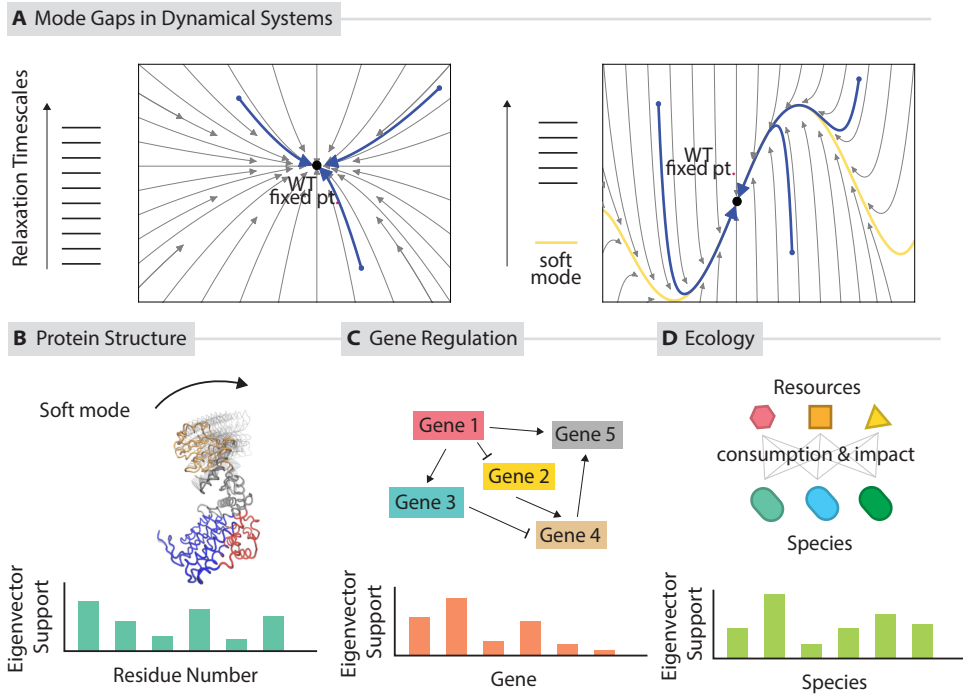 A Mode Gaps in Dynamical Systems
Relaxation Timescales
WT
fixed pt.
WT
fixed pt.
soft
mode
B Protein Structure
C Gene Regulation
D Ecology
Soft mode
Gene 1
Gene 5
Gene 2
Gene 3
Gene 4
Resources
consumption & impact
Species
Eigenvector
Support
Residue Number
Eigenvector
Support
Gene
Eigenvector
Support
Species